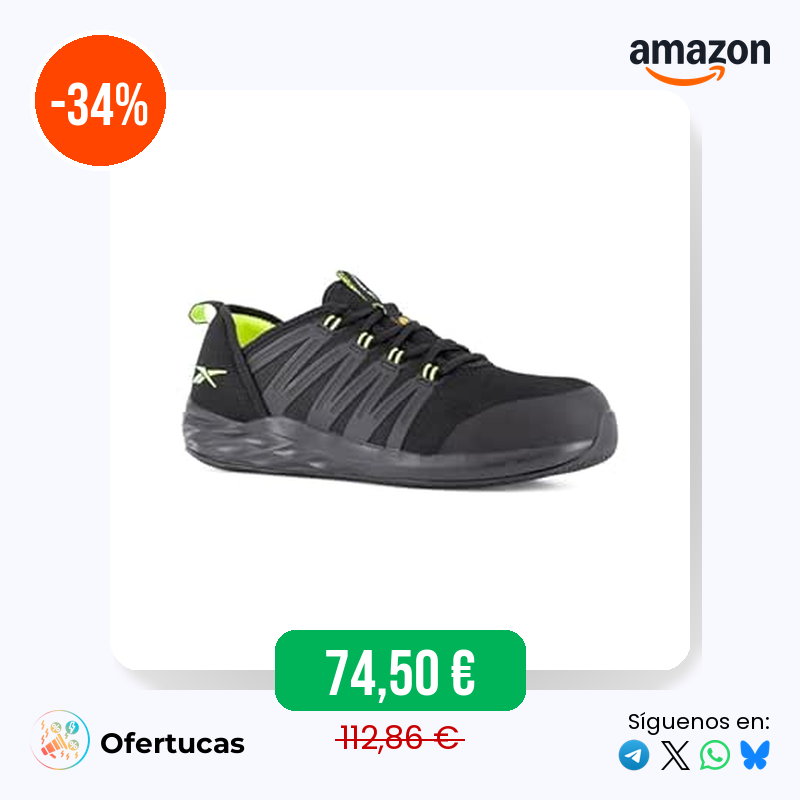 -34%
amazon
74,50 €
112,86 €
Ofertucas
Síguenos en: